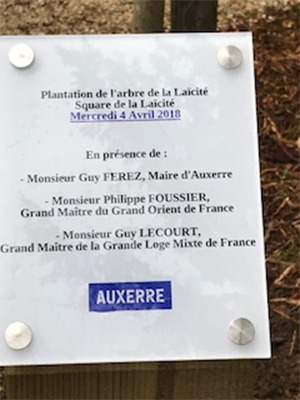 Plantation de l'arbre de la Laïcité
Square de la Laïcité
Mercredi 4 Avril 2018
En présence de :
- Monsieur Guy FEREZ, Maire d'Auxerre
- Monsieur Philippe FOUSSIER,
Grand Maître du Grand Orient de France
- Monsieur Guy LECOURT,
Grand Maître de la Grande Loge Mixte de France
AUXERRE